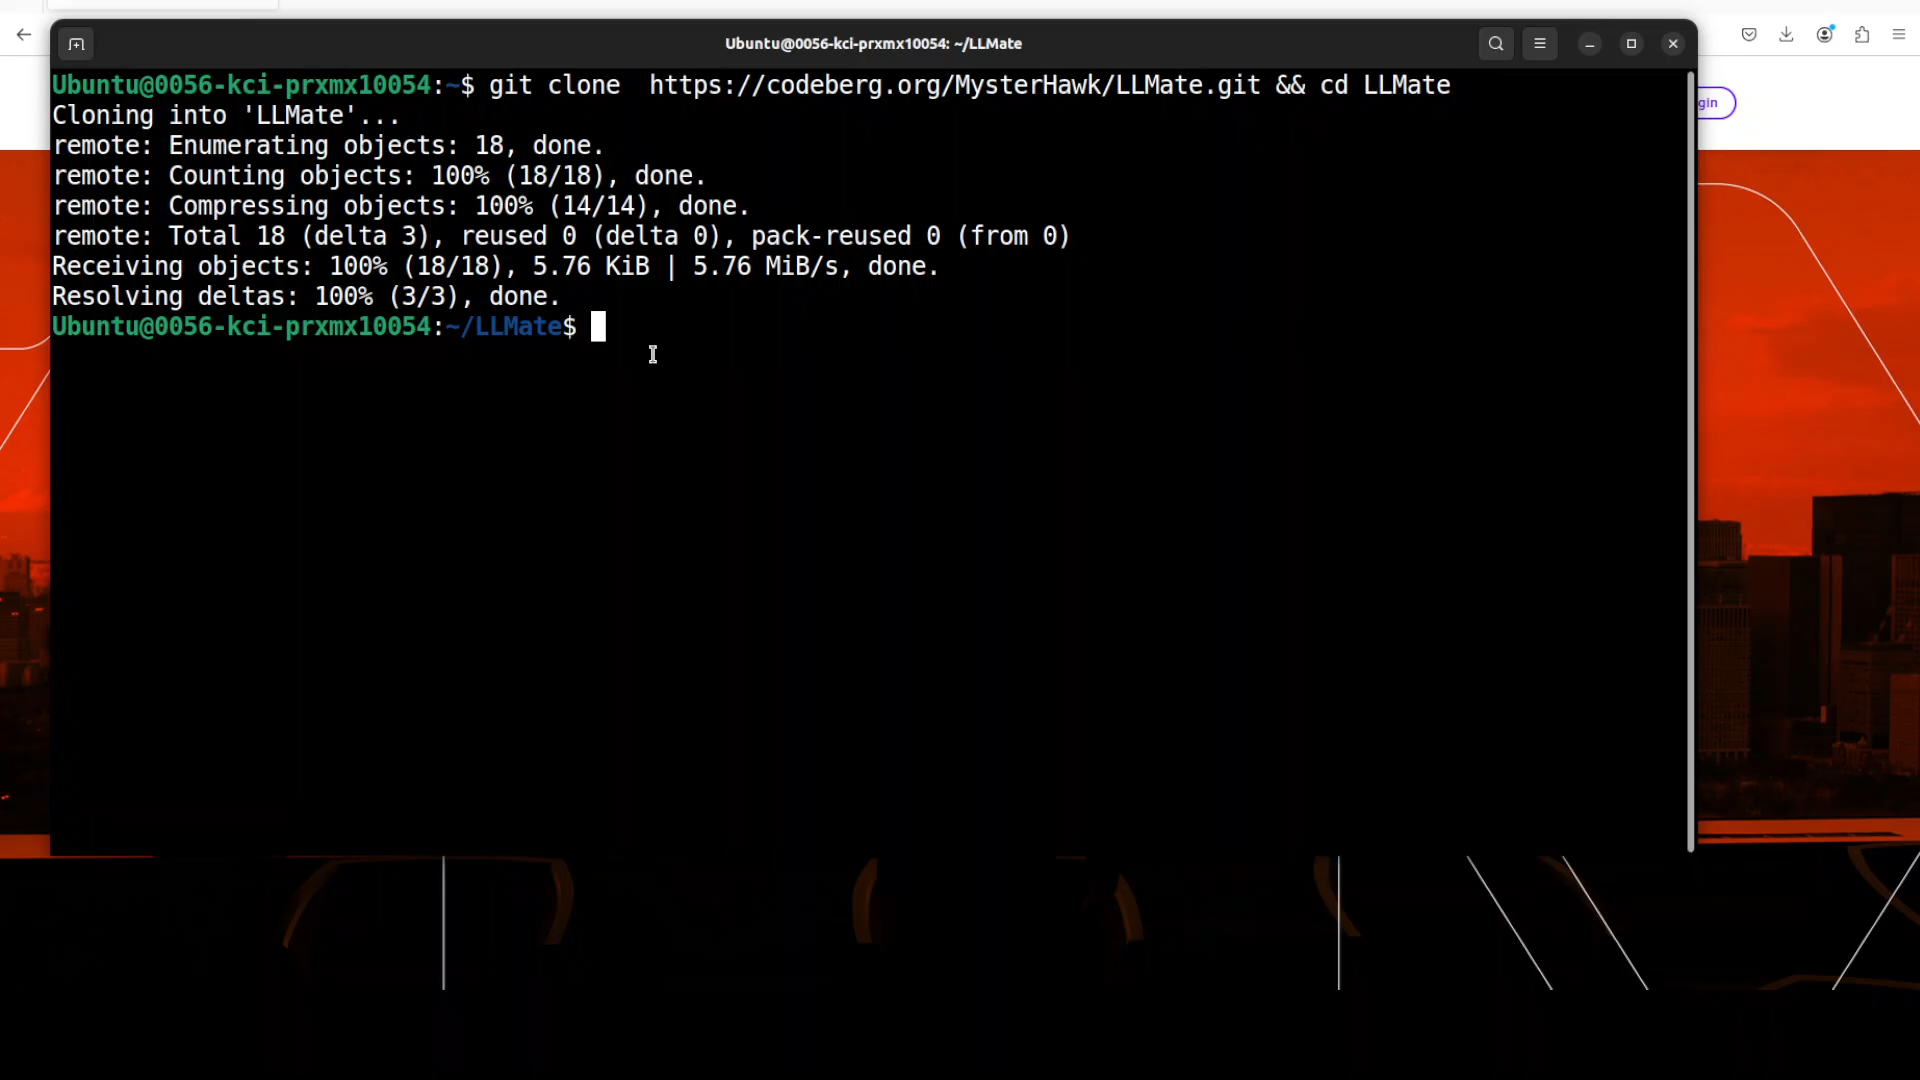 Ubuntu@0056-kci-prxmx10054: ~/LLMate
Ubuntu@0056-kci-prxmx10054:~$ git clone  https://codeberg.org/MysterHawk/LLMate.git && cd LLMate
Cloning into 'LLMate'...
remote: Enumerating objects: 18, done.
remote: Counting objects: 100% (18/18), done.
remote: Compressing objects: 100% (14/14), done.
remote: Total 18 (delta 3), reused 0 (delta 0), pack-reused 0 (from 0)
Receiving objects: 100% (18/18), 5.76 KiB | 5.76 MiB/s, done.
Resolving deltas: 100% (3/3), done.
Ubuntu@0056-kci-prxmx10054:~/LLMate$
gin